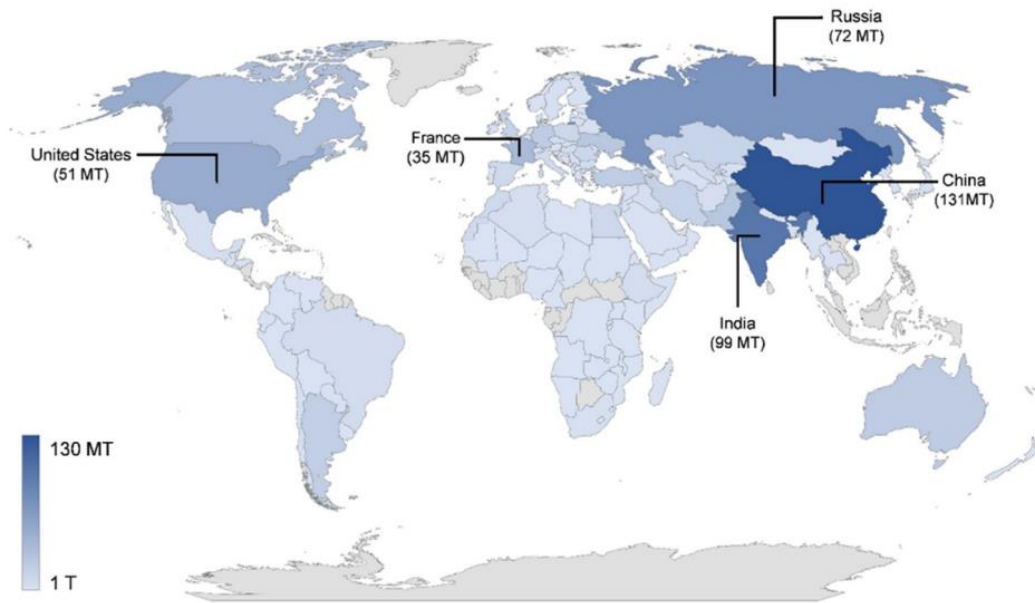 Russia
(72 MT)
France
(35 MT)
United States
(51 MT)
China
(131MT)
India
(99 MT)
130 MT
1 T